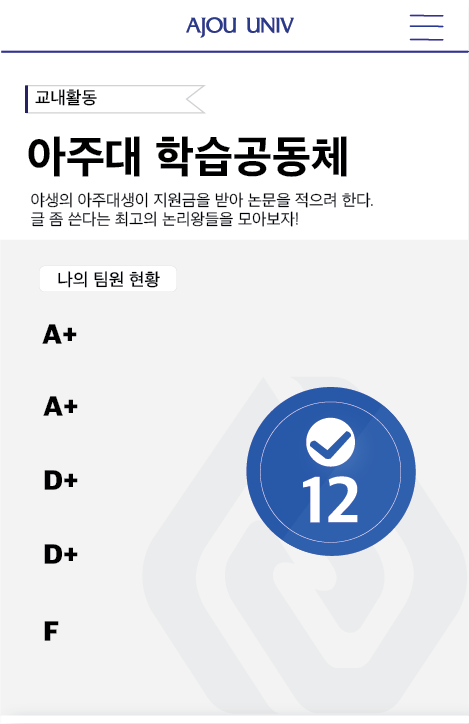 AJOU UNIV
교내활동
아주대 학습공동체
야생의 아주대생이 지원금을 받아 논문을 적으려 한다.
글 좀 쓴다는 최고의 논리왕들을 모아보자!
나의 팀원 현황
A+
A+
D+
D+
F
12